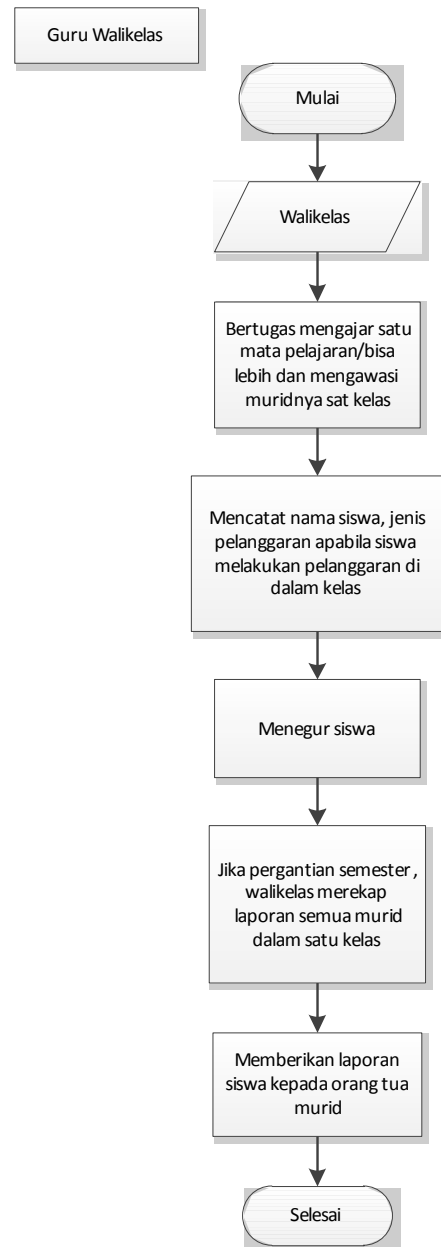 Guru Walikelas
Mulai
Walikelas
Bertugas mengajar satu
mata pelajaran/bisa
lebih dan mengawasi
muridnya sat kelas
Mencatat nama siswa, jenis
pelanggaran apabila siswa
melakukan pelanggaran di
dalam kelas
Menegur siswa
Jika pergantian semester,
walikelas merekap
laporan semua murid
dalam satu kelas
Memberikan laporan
siswa kepada orang tua
murid
Selesai